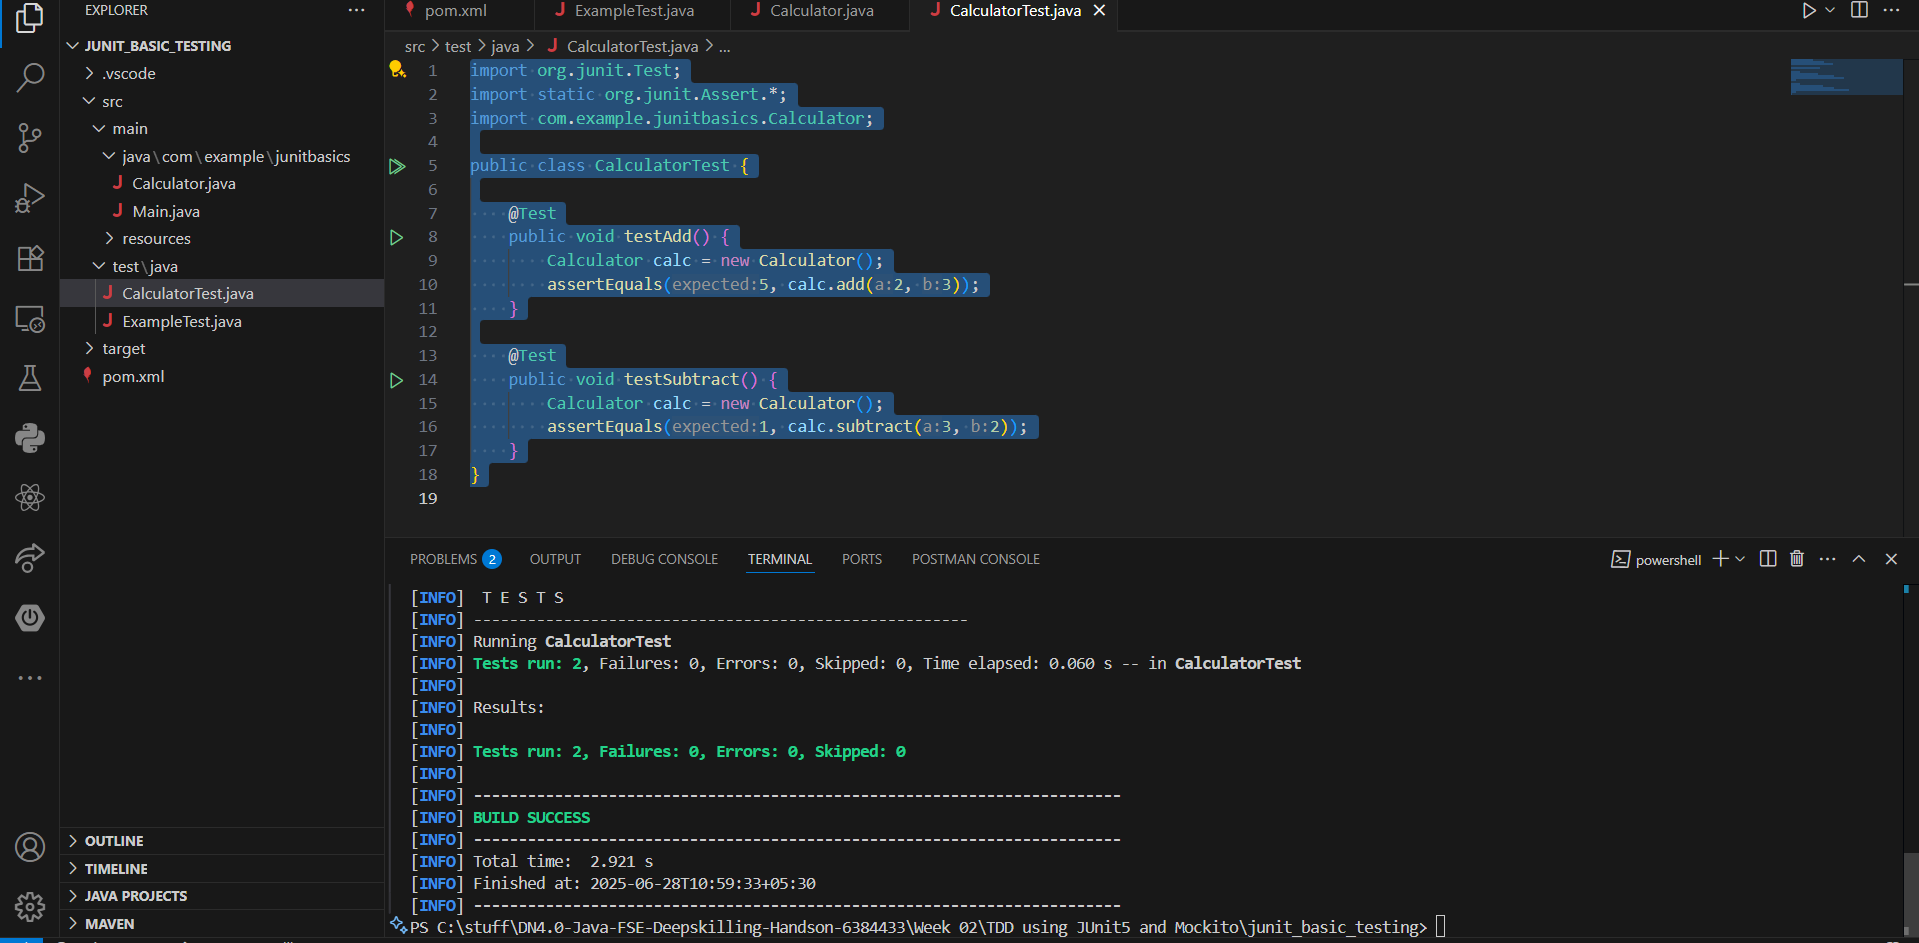 EXPLORER
JUNIT_BASIC_TESTING
.vscode
src
main
java\com\example\junitbasics
Calculator.java
Main.java
resources
test\java
CalculatorTest.java
ExampleTest.java
target
pom.xml
OUTLINE
TIMELINE
JAVA PROJECTS
MAVEN
pom.xml ExampleTest.java Calculator.java CalculatorTest.java
src > test > java > CalculatorTest.java > ...
1 import org.junit.Test;
2 import static org.junit.Assert.*;
3 import com.example.junitbasics.Calculator;
4
5 public class CalculatorTest {
6
7 @Test
8 public void testAdd() {
9 Calculator calc = new Calculator();
10 assertEquals(expected:5, calc.add(a:2, b:3));
11 }
12
13 @Test
14 public void testSubtract() {
15 Calculator calc = new Calculator();
16 assertEquals(expected:1, calc.subtract(a:3, b:2));
17 }
18 }
19
PROBLEMS 2 OUTPUT DEBUG CONSOLE TERMINAL PORTS POSTMAN CONSOLE powershell
[INFO] T E S T S
[INFO] -------------------------------------------------------
[INFO] Running CalculatorTest
[INFO] Tests run: 2, Failures: 0, Errors: 0, Skipped: 0, Time elapsed: 0.060 s -- in CalculatorTest
[INFO]
[INFO] Results:
[INFO]
[INFO] Tests run: 2, Failures: 0, Errors: 0, Skipped: 0
[INFO]
[INFO] ------------------------------------------------------------------------
[INFO] BUILD SUCCESS
[INFO] ------------------------------------------------------------------------
[INFO] Total time:  2.921 s
[INFO] Finished at: 2025-06-28T10:59:33+05:30
[INFO] ------------------------------------------------------------------------
PS C:\stuff\DN4.0-Java-FSE-Deepskilling-Handson-6384433\Week 02\TDD using JUnit5 and Mockito\junit_basic_testing>